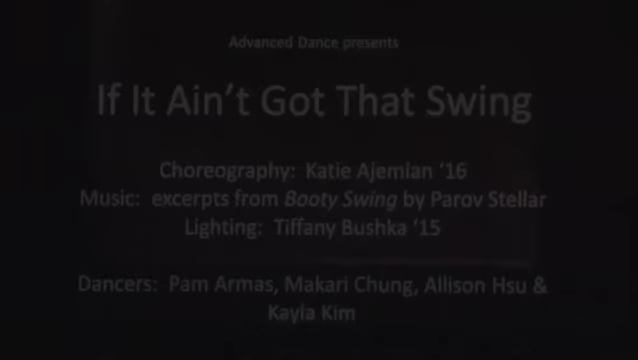 Advanced Dance presents
If It Ain't Got That Swing
Choreography: Katie Ajemian '16
Music: excerpts from Booty Swing by Parov Stellar
Lighting: Tiffany Bushka '15
Dancers: Pam Armas, Makari Chung, Allison Hsu &
Kayla Kim